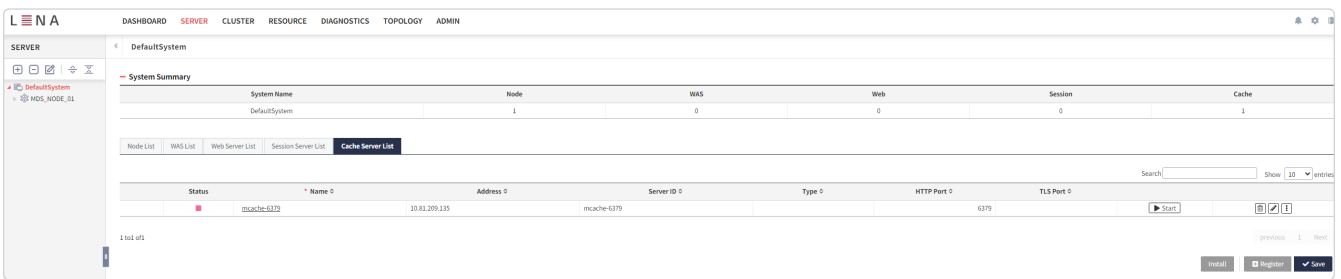 LENA DASHBOARD SERVER CLUSTER RESOURCE DIAGNOSTICS TOPOLOGY ADMIN
SERVER « DefaultSystem
DefaultSystem
MDS_NODE_01
System Summary
System Name Node WAS Web Session Cache
DefaultSystem 1 0 0 0 1
Node List WAS List Web Server List Session Server List Cache Server List
Search Show 10 entries
Status * Name Address Server ID Type HTTP Port TLS Port
mcache-6379 10.81.209.135 mcache-6379 6379 Start
1 to1 of1 previous 1 Next
Install Register Save